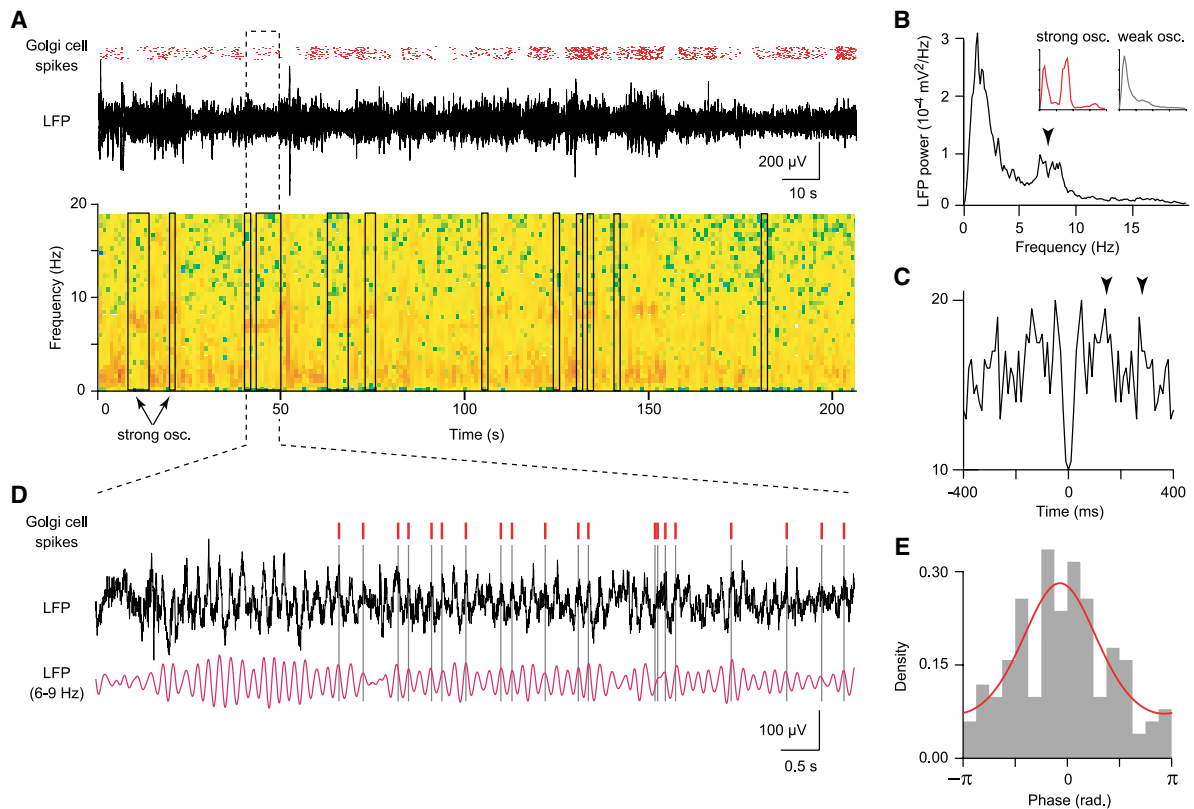 A
Golgi cell
spikes
LFP
200 µV
10 s
20
10
0
Frequency (Hz)
0
50
100
150
200
Time (s)
strong osc.
B
strong osc.
weak osc.
3
2
1
0
LFP power (10⁻⁴ mV²/Hz)
0
5
10
15
Frequency (Hz)
C
20
10
-400
0
400
Time (ms)
D
Golgi cell
spikes
LFP
LFP
(6-9 Hz)
100 µV
0.5 s
E
0.30
0.15
0.00
Density
−π
0
π
Phase (rad.)